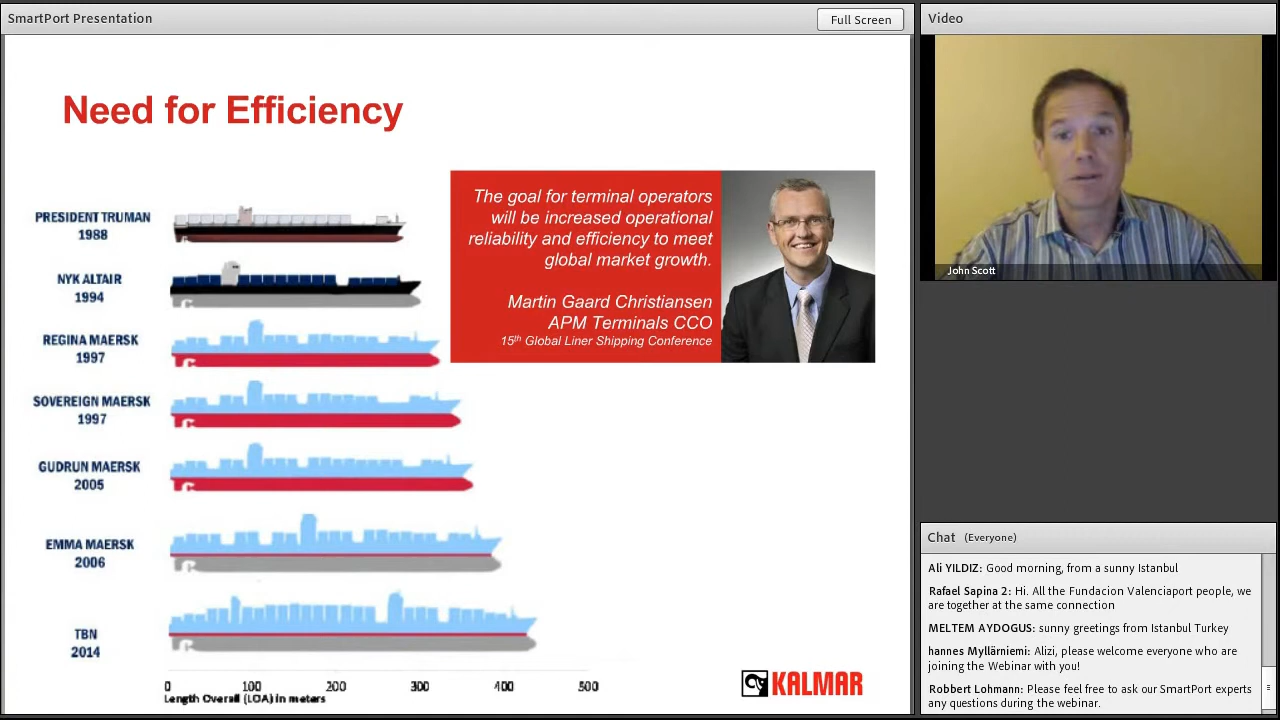 SmartPort Presentation
Full Screen
Need for Efficiency
PRESIDENT TRUMAN
1988
NYK ALTAIR
1994
REGINA MAERSK
1997
SOVEREIGN MAERSK
1997
GUDRUN MAERSK
2005
EMMA MAERSK
2006
TBN
2014
0 100 200 300 400 500
Length Overall (LOA) in meters
The goal for terminal operators
will be increased operational
reliability and efficiency to meet
global market growth.
Martin Gaard Christiansen
APM Terminals CCO
15th Global Liner Shipping Conference
KALMAR
Video
John Scott
Chat (Everyone)
Ali YILDIZ: Good morning, from a sunny Istanbul
Rafael Sapina 2: Hi. All the Fundacion Valenciaport people, we
are together at the same connection
MELTEM AYDOGUS: sunny greetings from Istanbul Turkey
hannes Myllärniemi: Alizi, please welcome everyone who are
joining the Webinar with you!
Robbert Lohmann: Please feel free to ask our SmartPort experts
any questions during the webinar.